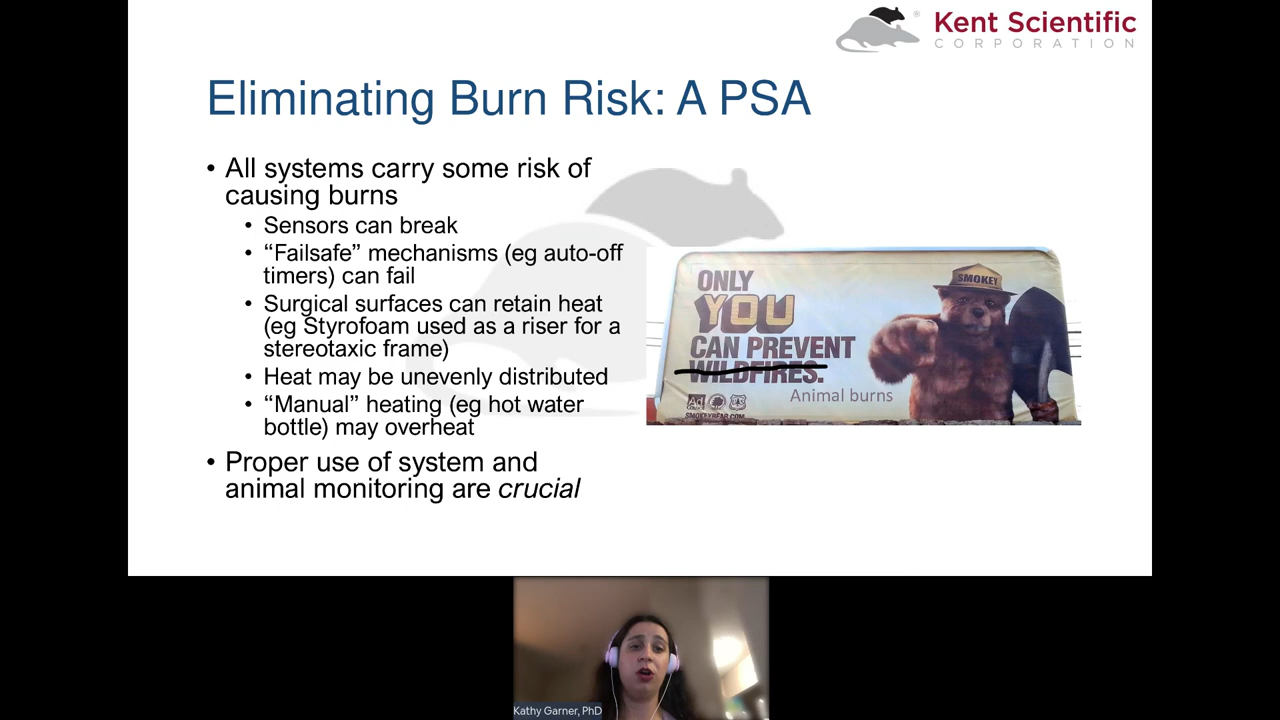 Kent Scientific
CORPORATION
Eliminating Burn Risk: A PSA
• All systems carry some risk of
causing burns
• Sensors can break
• “Failsafe” mechanisms (eg auto-off
timers) can fail
• Surgical surfaces can retain heat
(eg Styrofoam used as a riser for a
stereotaxic frame)
• Heat may be unevenly distributed
• “Manual” heating (eg hot water
bottle) may overheat
• Proper use of system and
animal monitoring are crucial
ONLY
YOU
CAN PREVENT
WILDFIRES.
Animal burns
SMOKEY
Ad
SMOKEYBEAR.COM
Kathy Garner, PhD